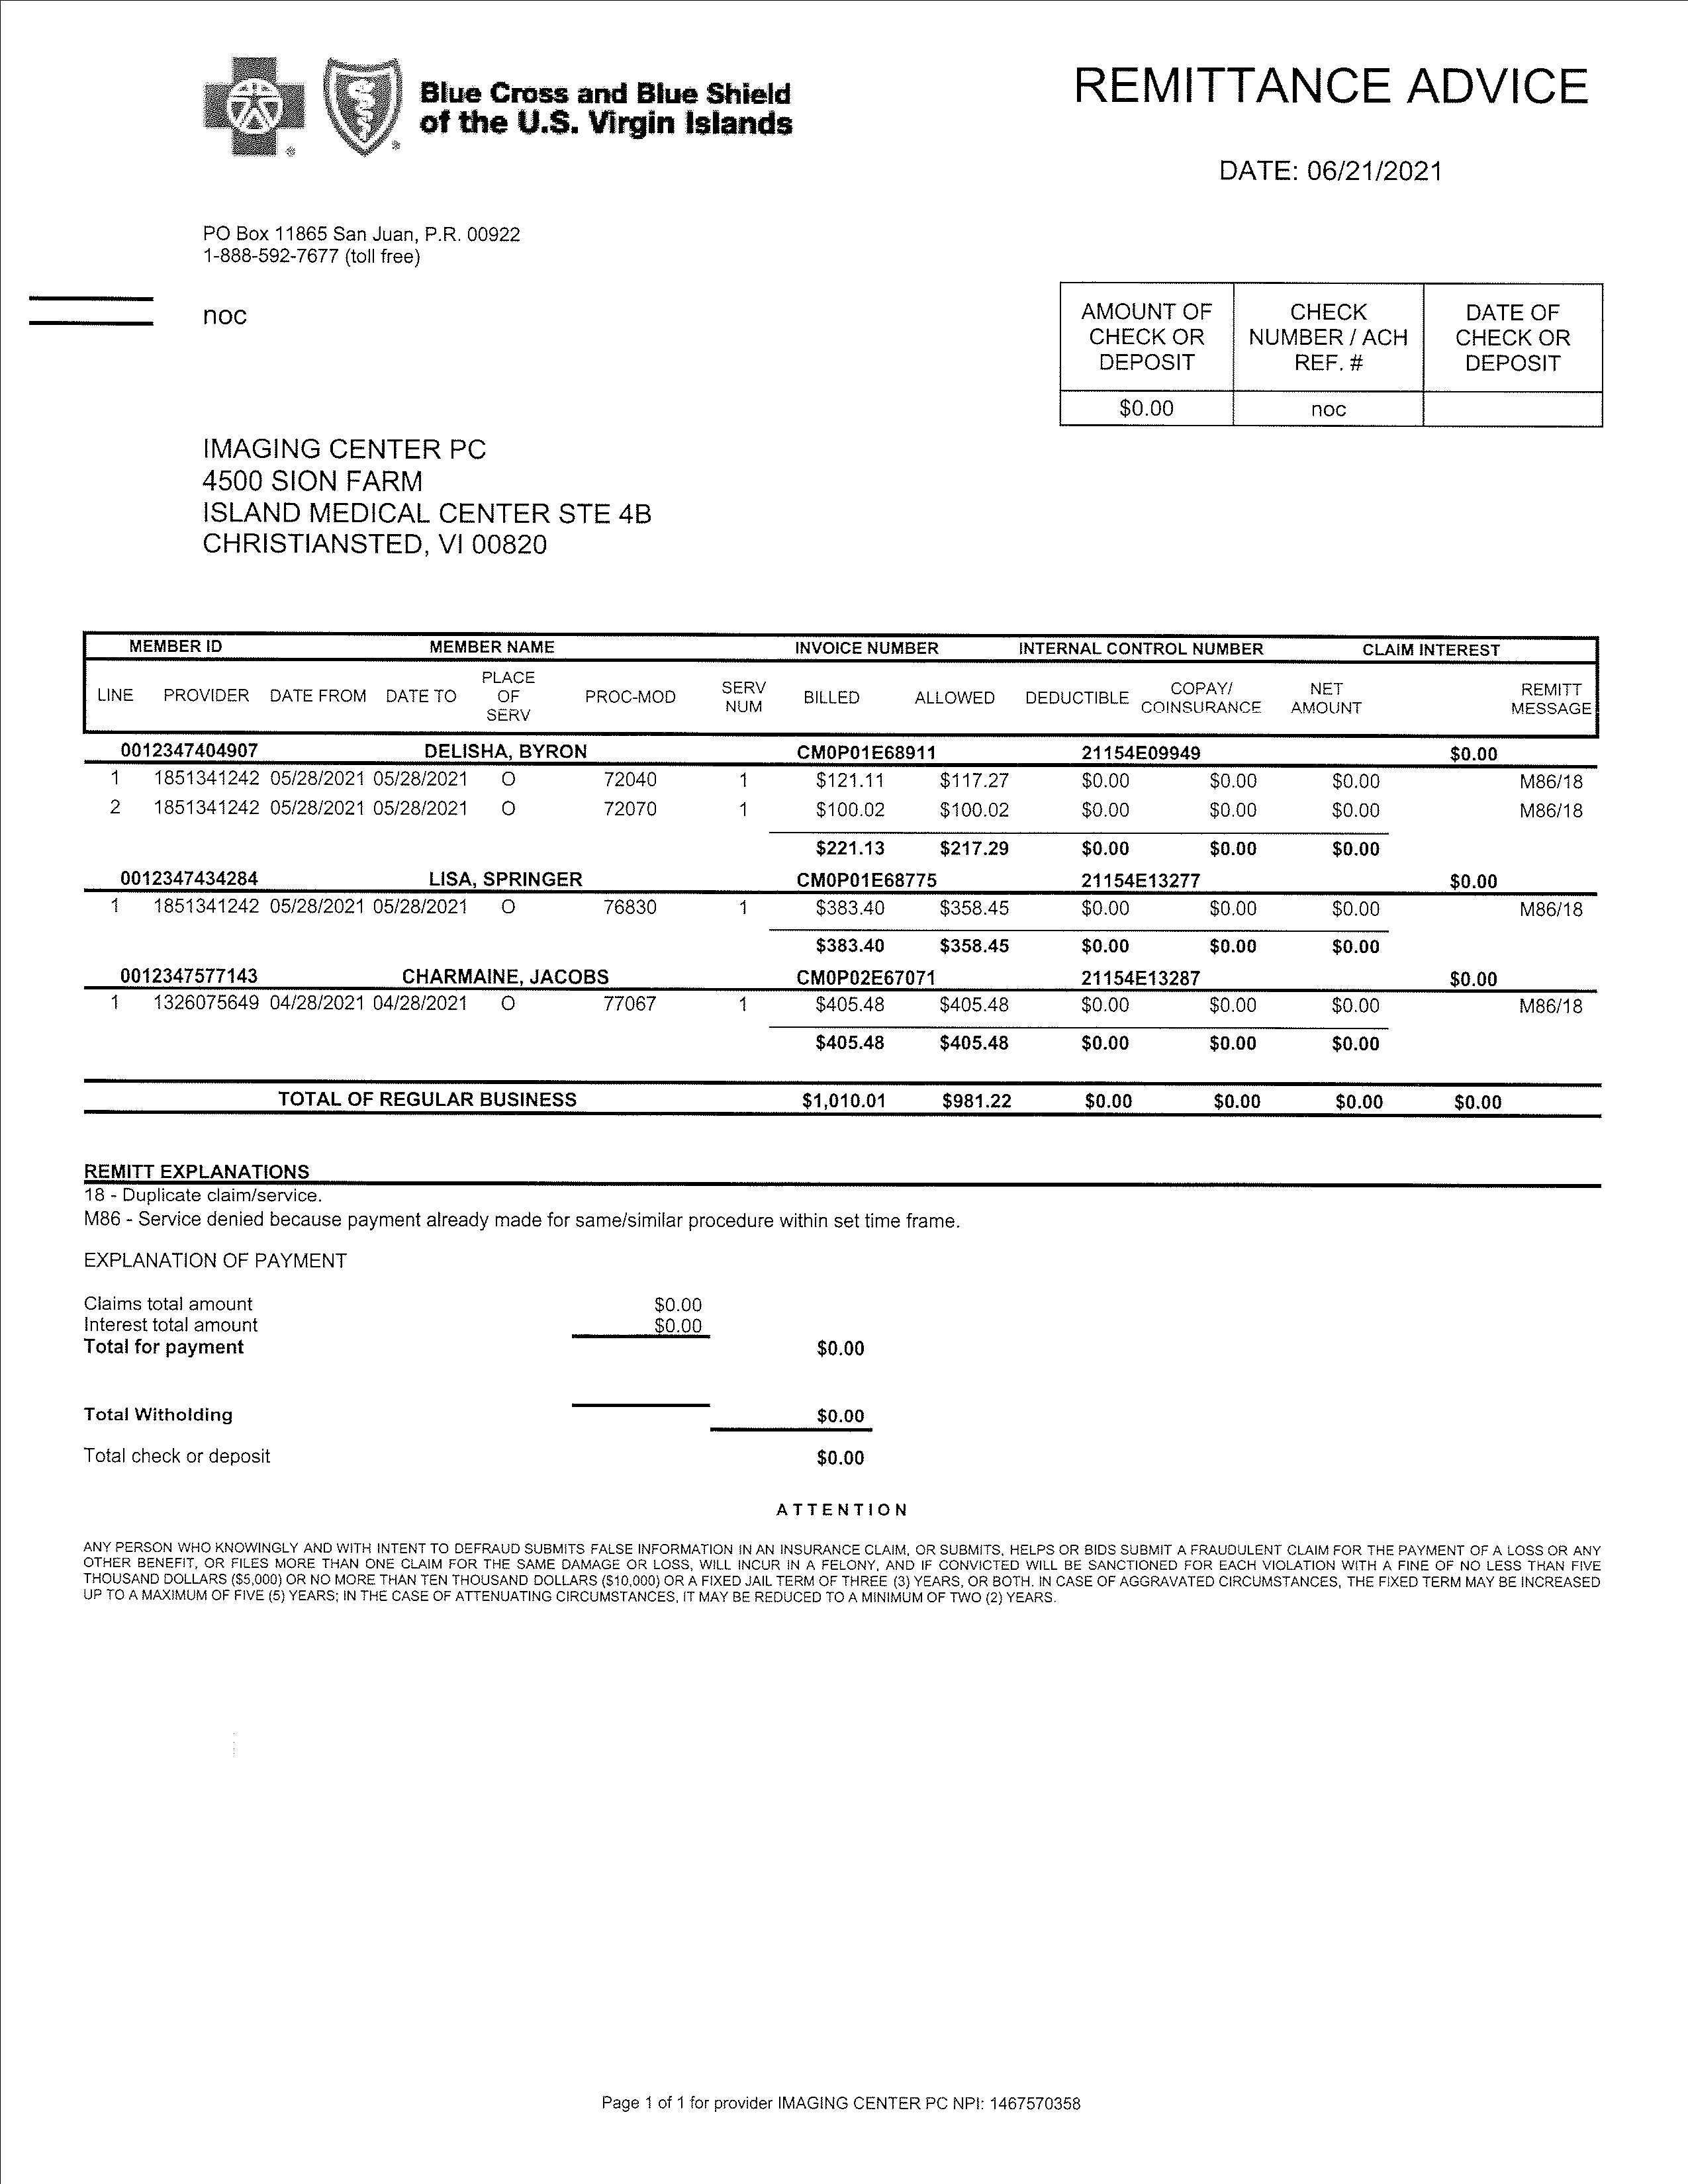 Blue Cross and Blue Shield
of the U.S. Virgin Islands
REMITTANCE ADVICE
DATE: 06/21/2021
PO Box 11865 San Juan, P.R. 00922
1-888-592-7677 (toll free)
noc
AMOUNT OF CHECK OR DEPOSIT CHECK NUMBER / ACH REF. # DATE OF CHECK OR DEPOSIT
$0.00 noc
IMAGING CENTER PC
4500 SION FARM
ISLAND MEDICAL CENTER STE 4B
CHRISTIANSTED, VI 00820
MEMBER ID MEMBER NAME INVOICE NUMBER INTERNAL CONTROL NUMBER CLAIM INTEREST
LINE PROVIDER DATE FROM DATE TO PLACE OF SERV PROC-MOD SERV NUM BILLED ALLOWED DEDUCTIBLE COPAY/ COINSURANCE NET AMOUNT REMITT MESSAGE
0012347404907 DELISHA, BYRON CM0P01E68911 21154E09949 $0.00
1 1851341242 05/28/2021 05/28/2021 O 72040 1 $121.11 $117.27 $0.00 $0.00 $0.00 M86/18
2 1851341242 05/28/2021 05/28/2021 O 72070 1 $100.02 $100.02 $0.00 $0.00 $0.00 M86/18
$221.13 $217.29 $0.00 $0.00 $0.00
0012347434284 LISA, SPRINGER CM0P01E68775 21154E13277 $0.00
1 1851341242 05/28/2021 05/28/2021 O 76830 1 $383.40 $358.45 $0.00 $0.00 $0.00 M86/18
$383.40 $358.45 $0.00 $0.00 $0.00
0012347577143 CHARMAINE, JACOBS CM0P02E67071 21154E13287 $0.00
1 1326075649 04/28/2021 04/28/2021 O 77067 1 $405.48 $405.48 $0.00 $0.00 $0.00 M86/18
$405.48 $405.48 $0.00 $0.00 $0.00
TOTAL OF REGULAR BUSINESS $1,010.01 $981.22 $0.00 $0.00 $0.00 $0.00
REMITT EXPLANATIONS
18 - Duplicate claim/service.
M86 - Service denied because payment already made for same/similar procedure within set time frame.
EXPLANATION OF PAYMENT
Claims total amount $0.00
Interest total amount $0.00
Total for payment $0.00
Total Witholding $0.00
Total check or deposit $0.00
ATTENTION
ANY PERSON WHO KNOWINGLY AND WITH INTENT TO DEFRAUD SUBMITS FALSE INFORMATION IN AN INSURANCE CLAIM, OR SUBMITS, HELPS OR BIDS SUBMIT A FRAUDULENT CLAIM FOR THE PAYMENT OF A LOSS OR ANY
OTHER BENEFIT, OR FILES MORE THAN ONE CLAIM FOR THE SAME DAMAGE OR LOSS, WILL INCUR IN A FELONY, AND IF CONVICTED WILL BE SANCTIONED FOR EACH VIOLATION WITH A FINE OF NO LESS THAN FIVE
THOUSAND DOLLARS ($5,000) OR NO MORE THAN TEN THOUSAND DOLLARS ($10,000) OR A FIXED JAIL TERM OF THREE (3) YEARS, OR BOTH. IN CASE OF AGGRAVATED CIRCUMSTANCES, THE FIXED TERM MAY BE INCREASED
UP TO A MAXIMUM OF FIVE (5) YEARS; IN THE CASE OF ATTENUATING CIRCUMSTANCES, IT MAY BE REDUCED TO A MINIMUM OF TWO (2) YEARS.
Page 1 of 1 for provider IMAGING CENTER PC NPI: 1467570358